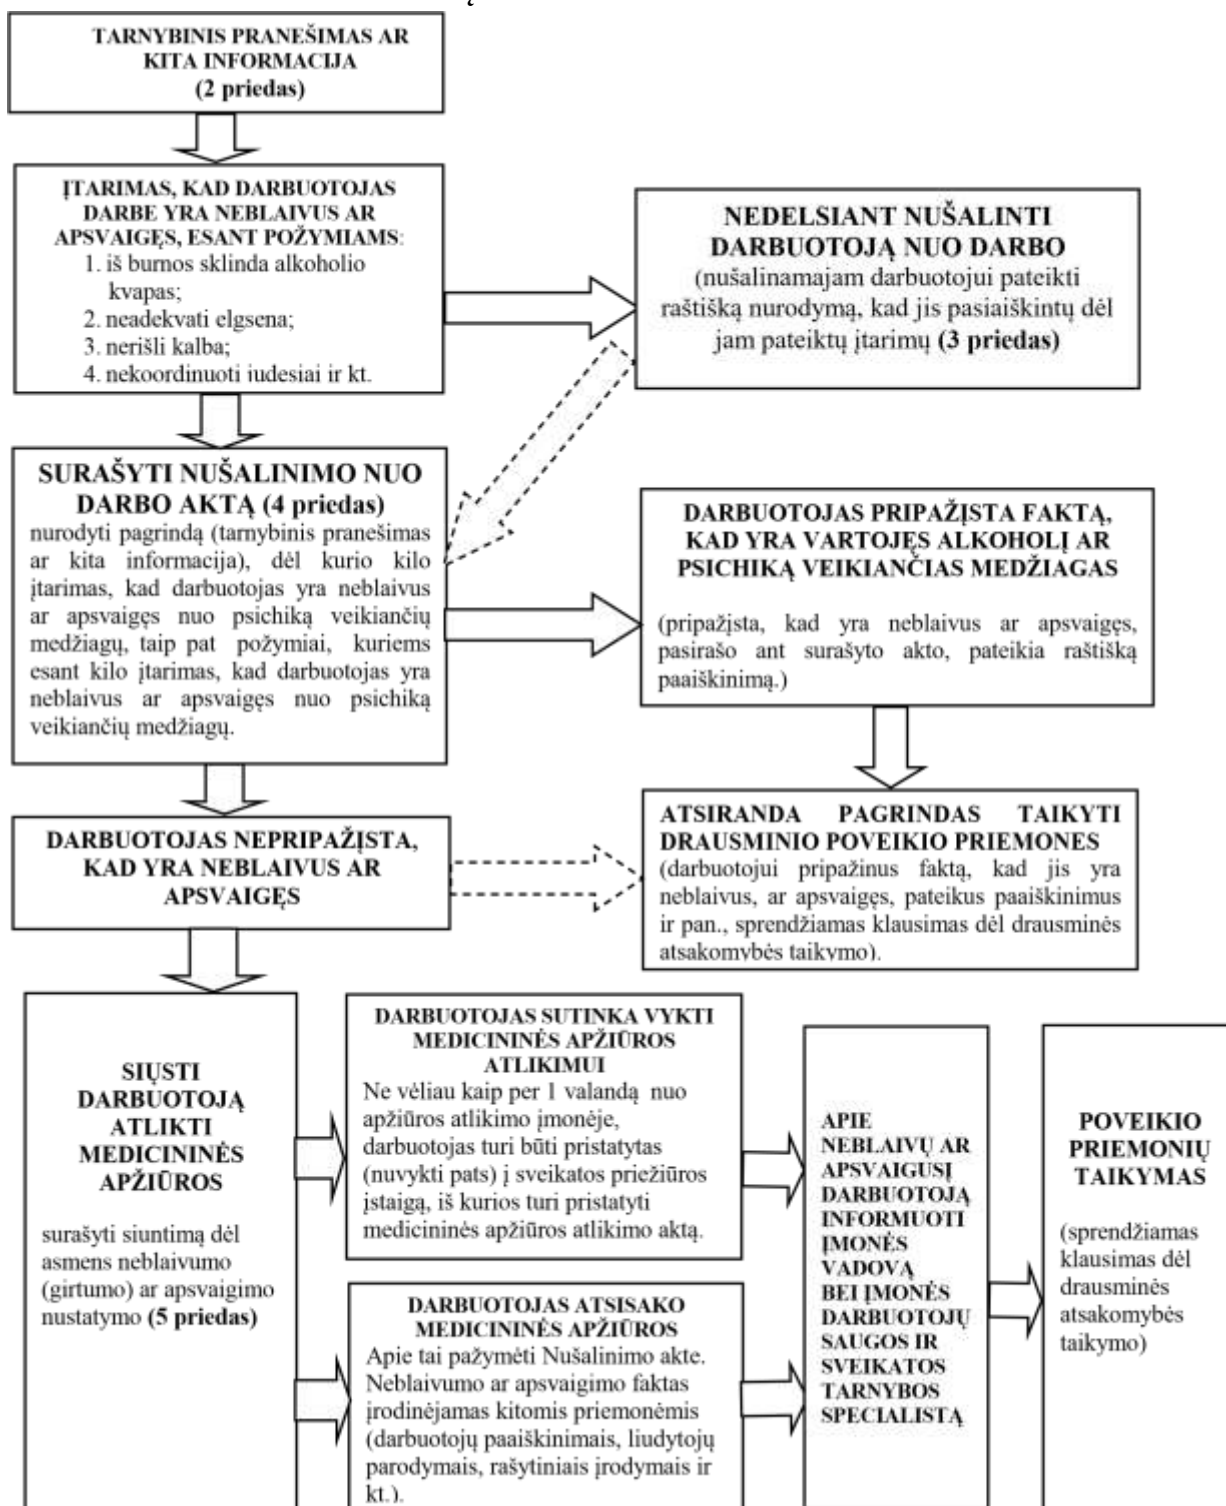 TARNYBINIS PRANEŠIMAS AR
KITA INFORMACIJA
(2 priedas)
ĮTARIMAS, KAD DARBUOTOJAS
DARBE YRA NEBLAIVUS AR
APSVAIGĘS, ESANT POŽYMIAMS:
1. iš burnos sklinda alkoholio
kvapas;
2. neadekvati elgsena;
3. nerišli kalba;
4. nekoordinuoti judesiai ir kt.
NEDELSIANT NUŠALINTI
DARBUOTOJĄ NUO DARBO
(nušalinamajam darbuotojui pateikti
raštišką nurodymą, kad jis pasiaiškintų dėl
jam pateiktų įtarimų (3 priedas)
SURAŠYTI NUŠALINIMO NUO
DARBO AKTĄ (4 priedas)
nurodyti pagrindą (tarnybinis pranešimas
ar kita informacija), dėl kurio kilo
įtarimas, kad darbuotojas yra neblaivus
ar apsvaigęs nuo psichiką veikiančių
medžiagų, taip pat požymiai, kuriems
esant kilo įtarimas, kad darbuotojas yra
neblaivus ar apsvaigęs nuo psichiką
veikiančių medžiagų.
DARBUOTOJAS PRIPAŽĮSTA FAKTĄ,
KAD YRA VARTOJĘS ALKOHOLĮ AR
PSICHIKĄ VEIKIANČIAS MEDŽIAGAS
(pripažįsta, kad yra neblaivus ar apsvaigęs,
pasirašo ant surašyto akto, pateikia raštišką
paaiškinimą.)
DARBUOTOJAS NEPRIPAŽĮSTA,
KAD YRA NEBLAIVUS AR
APSVAIGĘS
ATSIRANDA PAGRINDAS TAIKYTI
DRAUSMINIO POVEIKIO PRIEMONES
(darbuotojui pripažinus faktą, kad jis yra
neblaivus, ar apsvaigęs, pateikus paaiškinimus
ir pan., sprendžiamas klausimas dėl drausminės
atsakomybės taikymo).
SIŲSTI
DARBUOTOJĄ
ATLIKTI
MEDICININĖS
APŽIŪROS
surašyti siuntimą dėl
asmens neblaivumo
(girtumo) ar apsvaigimo
nustatymo (5 priedas)
DARBUOTOJAS SUTINKA VYKTI
MEDICININĖS APŽIŪROS
ATLIKIMUI
Ne vėliau kaip per 1 valandą nuo
apžiūros atlikimo įmonėje,
darbuotojas turi būti pristatytas
(nuvykti pats) į sveikatos priežiūros
įstaigą, iš kurios turi pristatyti
medicininės apžiūros atlikimo aktą.
DARBUOTOJAS ATSISAKO
MEDICININĖS APŽIŪROS
Apie tai pažymėti Nušalinimo akte.
Neblaivumo ar apsvaigimo faktas
įrodinėjamas kitomis priemonėmis
(darbuotojų paaiškinimais, liudytojų
parodymais, rašytiniais įrodymais ir
kt.).
APIE
NEBLAIVŲ AR
APSVAIGUSĮ
DARBUOTOJĄ
INFORMUOTI
ĮMONĖS
VADOVĄ
BEI ĮMONĖS
DARBUOTOJŲ
SAUGOS IR
SVEIKATOS
TARNYBOS
SPECIALISTĄ
POVEIKIO
PRIEMONIŲ
TAIKYMAS
(sprendžiamas
klausimas dėl
drausminės
atsakomybės
taikymo)